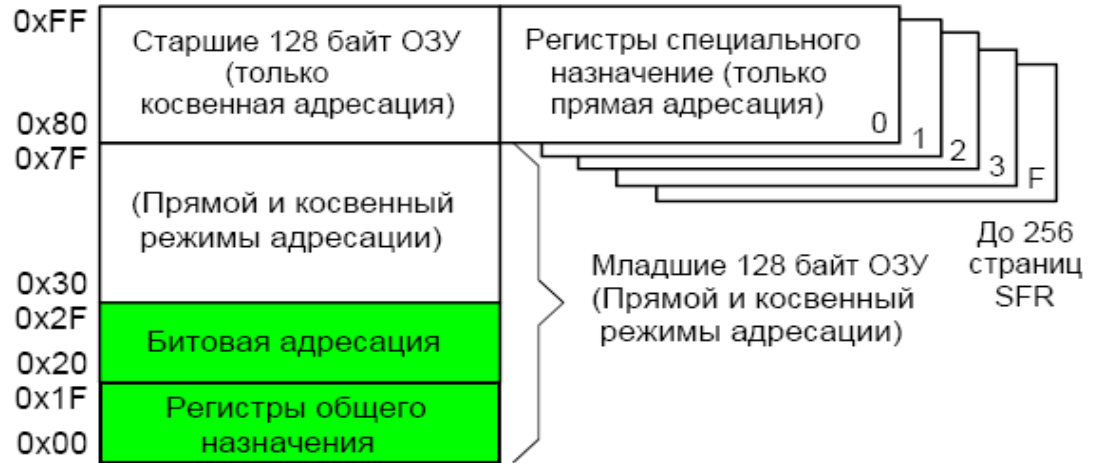 0xFF
Старшие 128 байт ОЗУ
(только
косвенная адресация)
0x80
Регистры специального
назначение (только
прямая адресация)
0
1
2
3
F
До 256
страниц
SFR
0x7F
(Прямой и косвенный
режимы адресации)
0x30
Младшие 128 байт ОЗУ
(Прямой и косвенный
режимы адресации)
0x2F
Битовая адресация
0x20
0x1F
Регистры общего
назначения
0x00